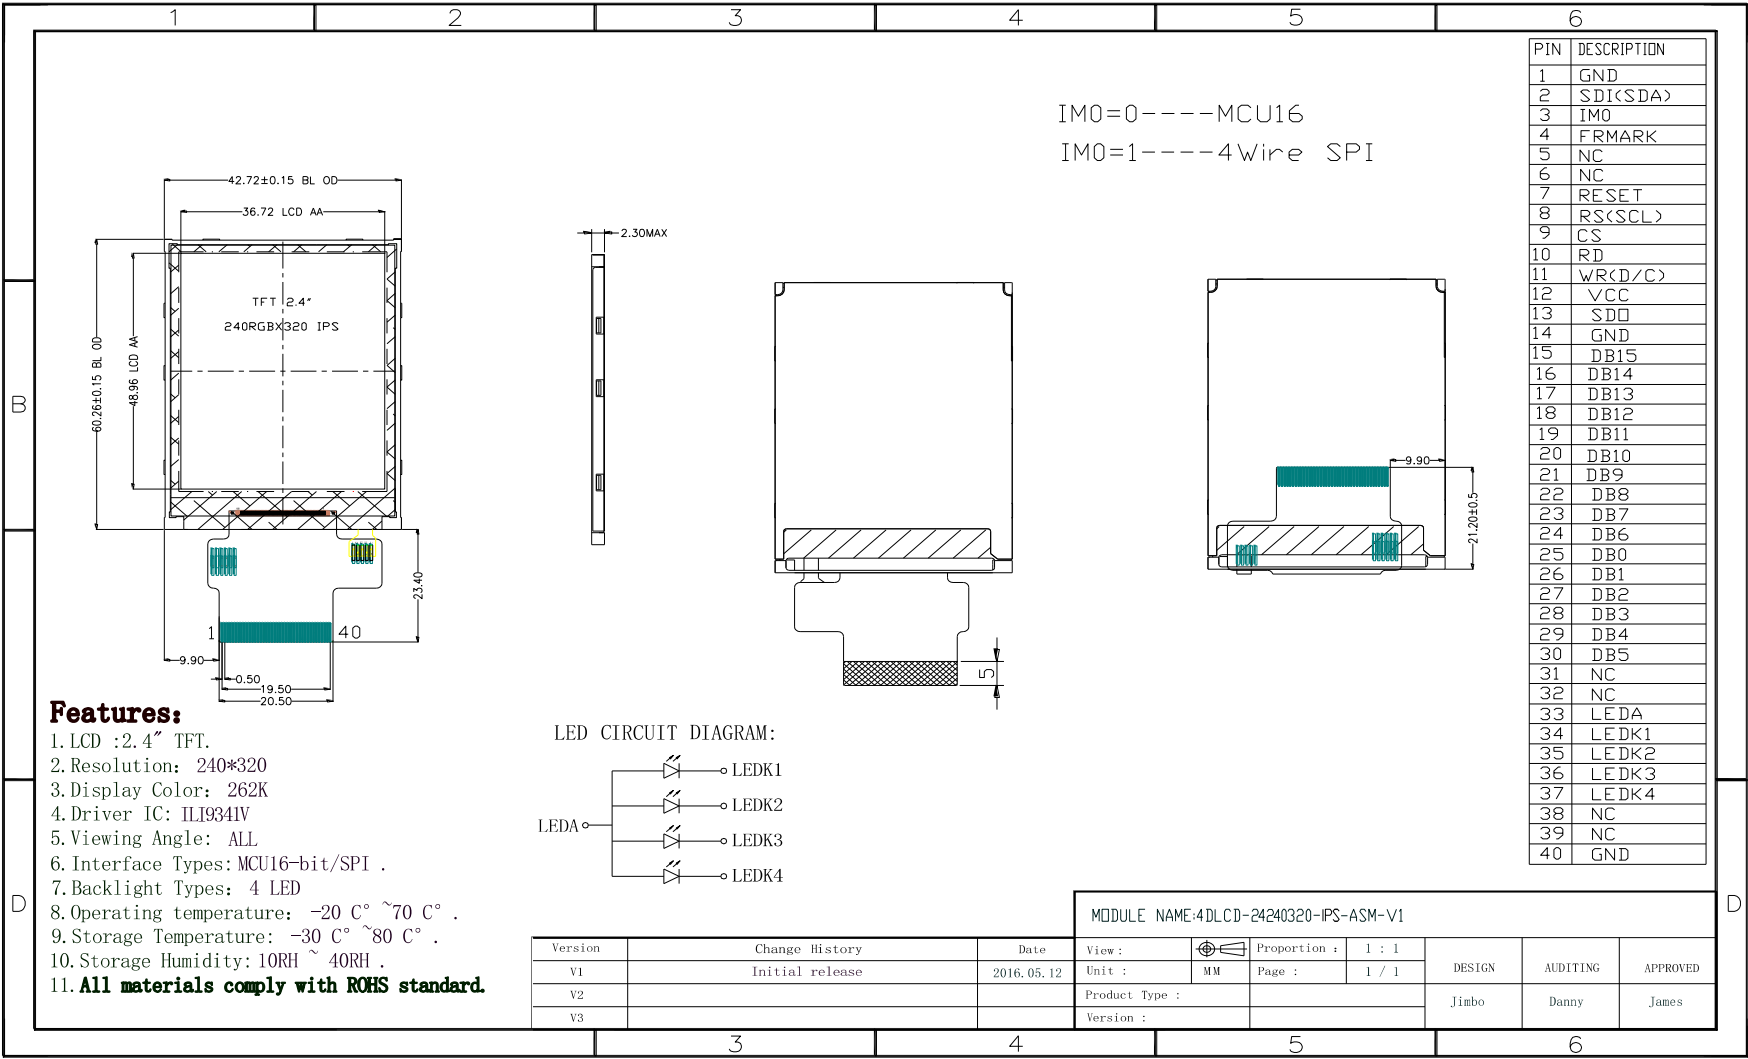 1 2 3 4 5 6
B
D
D
IM0=0----MCU16
IM0=1----4Wire SPI
42.72±0.15 BL OD
36.72 LCD AA
60.26±0.15 BL OD
48.96 LCD AA
TFT 2.4"
240RGBX320 IPS
1 40
23.40
9.90
0.50
19.50
20.50
2.30MAX
5
9.90
21.20±0.5
PIN DESCRIPTION
1 GND
2 SDI(SDA)
3 IM0
4 FRMARK
5 NC
6 NC
7 RESET
8 RS(SCL)
9 CS
10 RD
11 WR(D/C)
12 VCC
13 SDO
14 GND
15 DB15
16 DB14
17 DB13
18 DB12
19 DB11
20 DB10
21 DB9
22 DB8
23 DB7
24 DB6
25 DB0
26 DB1
27 DB2
28 DB3
29 DB4
30 DB5
31 NC
32 NC
33 LEDA
34 LEDK1
35 LEDK2
36 LEDK3
37 LEDK4
38 NC
39 NC
40 GND
Features:
1.LCD :2.4" TFT.
2.Resolution: 240*320
3.Display Color: 262K
4.Driver IC: ILI9341V
5.Viewing Angle: ALL
6.Interface Types:MCU16-bit/SPI .
7.Backlight Types: 4 LED
8.Operating temperature: -20 C° ~70 C° .
9.Storage Temperature: -30 C° ~80 C° .
10.Storage Humidity:10RH ~ 40RH .
11.All materials comply with ROHS standard.
LED CIRCUIT DIAGRAM:
LEDA
LEDK1
LEDK2
LEDK3
LEDK4
Version Change History Date
V1 Initial release 2016.05.12
V2
V3
MODULE NAME:4DLCD-24240320-IPS-ASM-V1
View: Proportion: 1 : 1
Unit : MM Page : 1 / 1
Product Type :
Version :
DESIGN AUDITING APPROVED
Jimbo Danny James
3 4 5 6